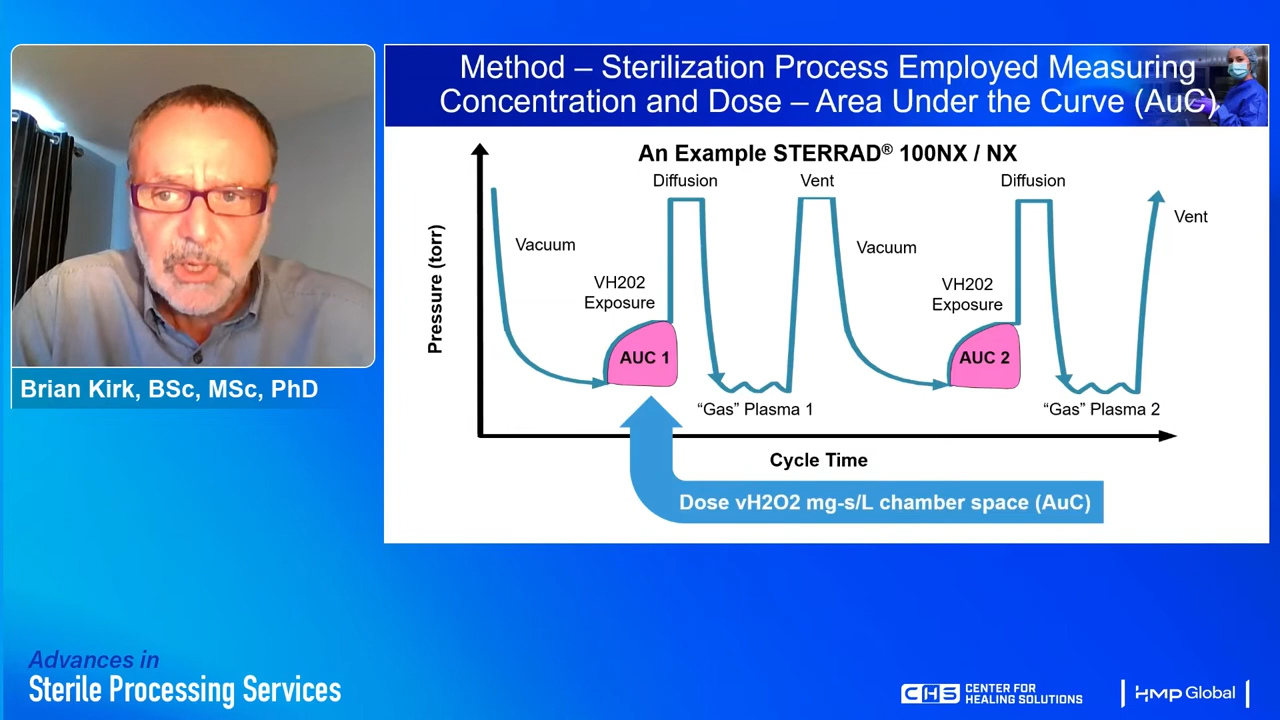 Method – Sterilization Process Employed Measuring
Concentration and Dose – Area Under the Curve (AuC)
An Example STERRAD® 100NX / NX
Diffusion
Vent
Diffusion
Vent
Vacuum
Vacuum
VH202
Exposure
VH202
Exposure
Pressure (torr)
AUC 1
AUC 2
“Gas” Plasma 1
“Gas” Plasma 2
Cycle Time
Dose vH2O2 mg-s/L chamber space (AuC)
Brian Kirk, BSc, MSc, PhD
Advances in
Sterile Processing Services
CHS CENTER FOR
HEALING SOLUTIONS
HMP Global